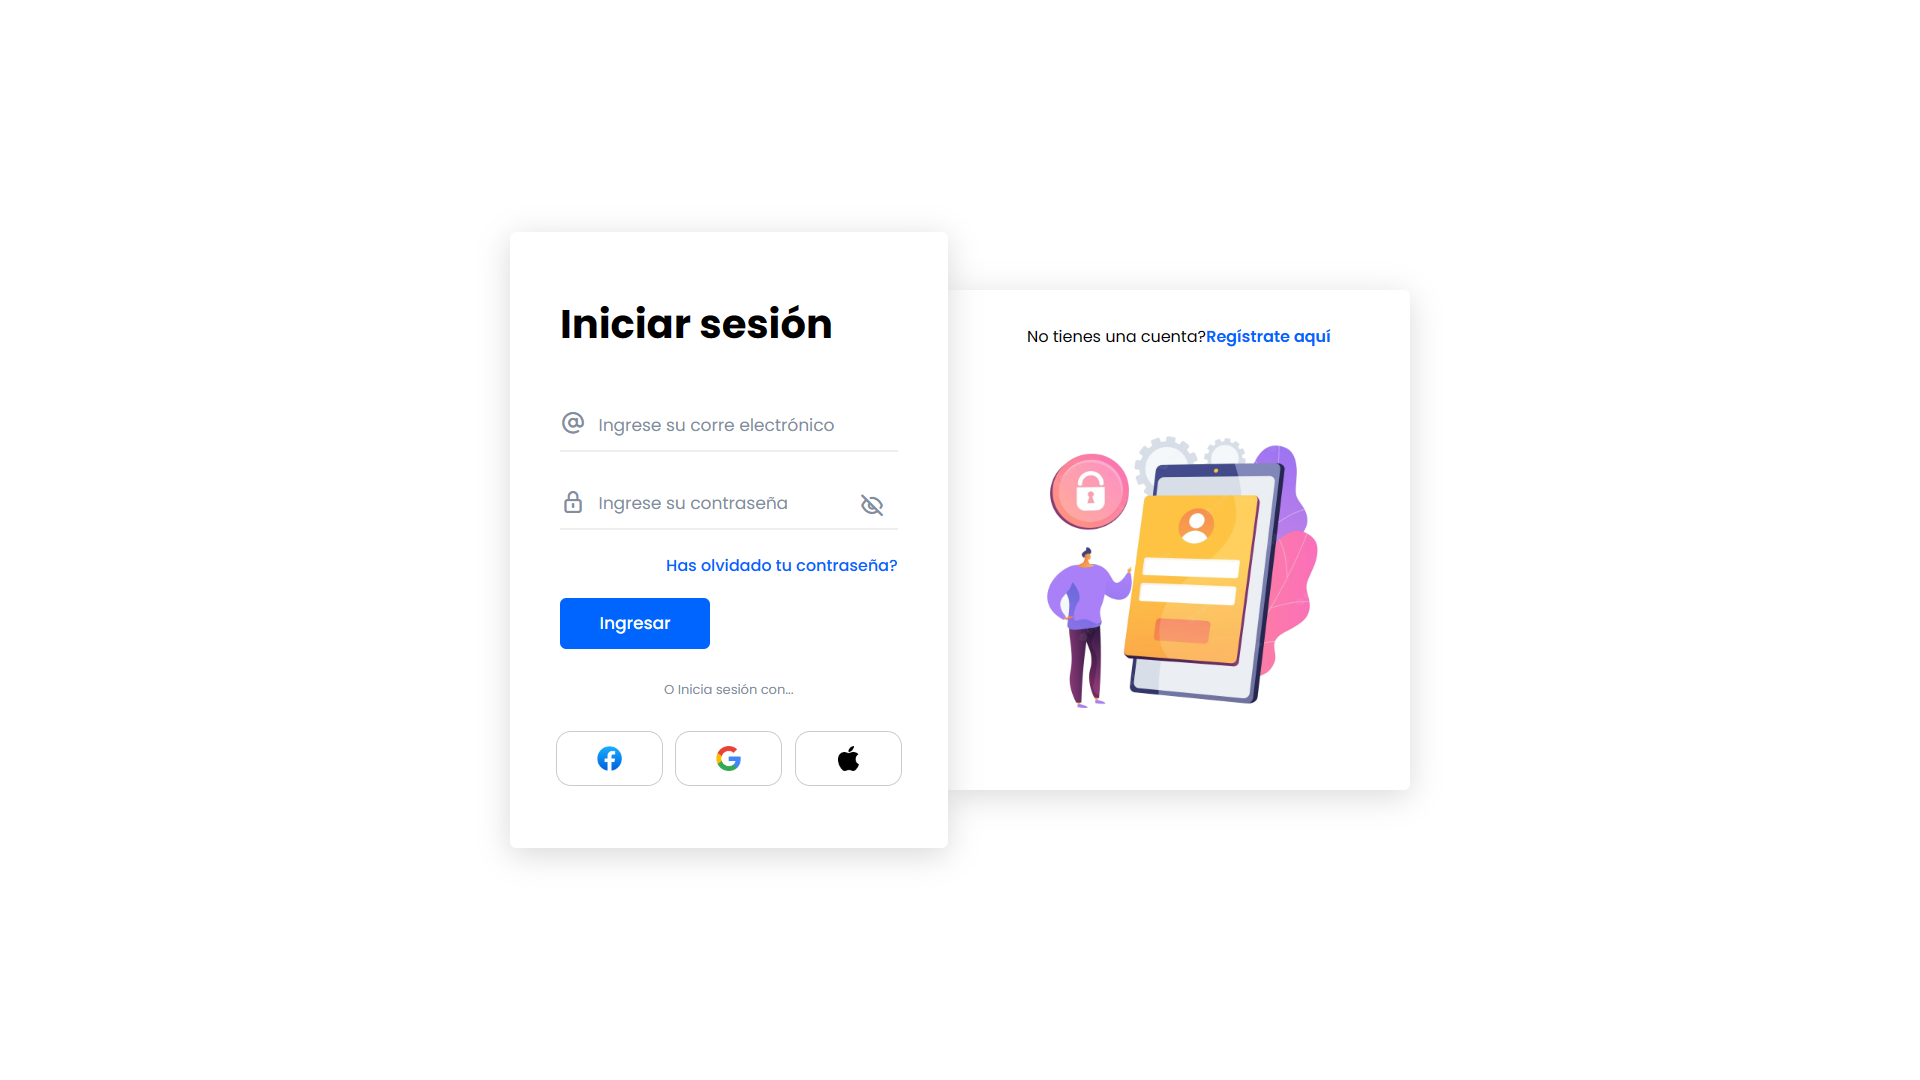 Iniciar sesión
Ingrese su corre electrónico
Ingrese su contraseña
Has olvidado tu contraseña?
Ingresar
O Inicia sesión con...
No tienes una cuenta?Regístrate aquí